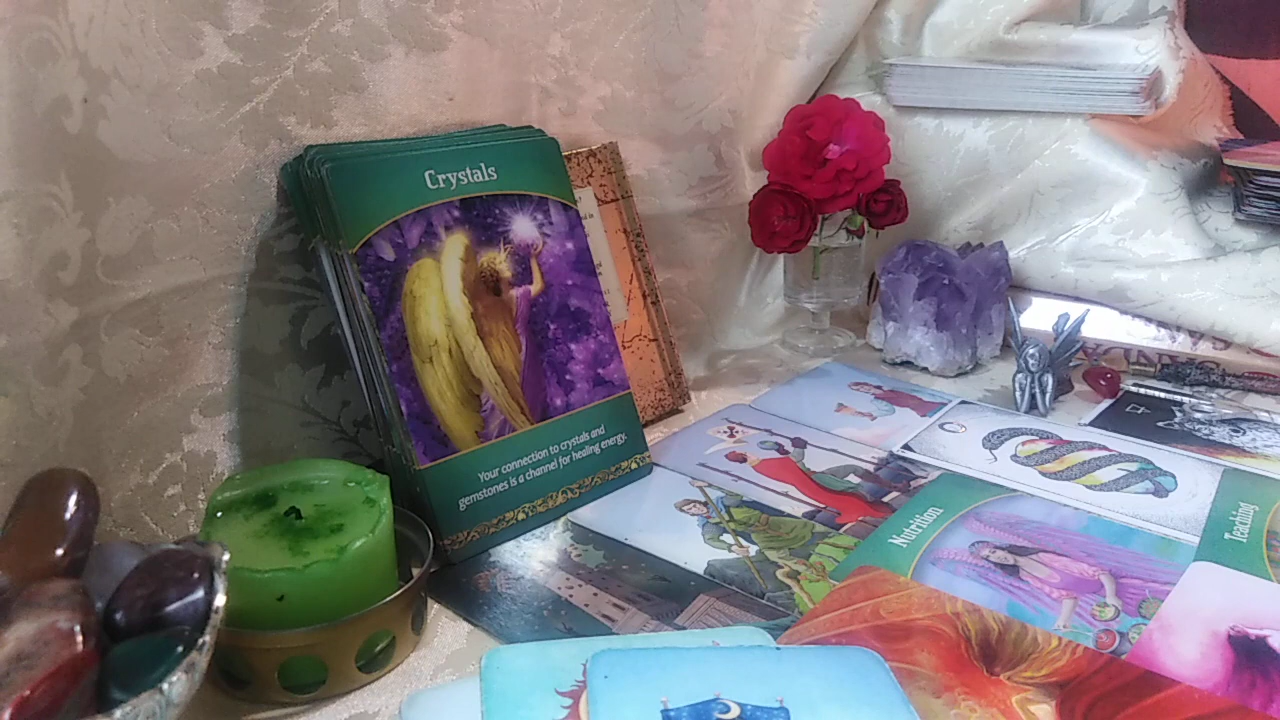 Crystals
Your connection to crystals and
gemstones is a channel for healing energy.
Nutrition
Teaching